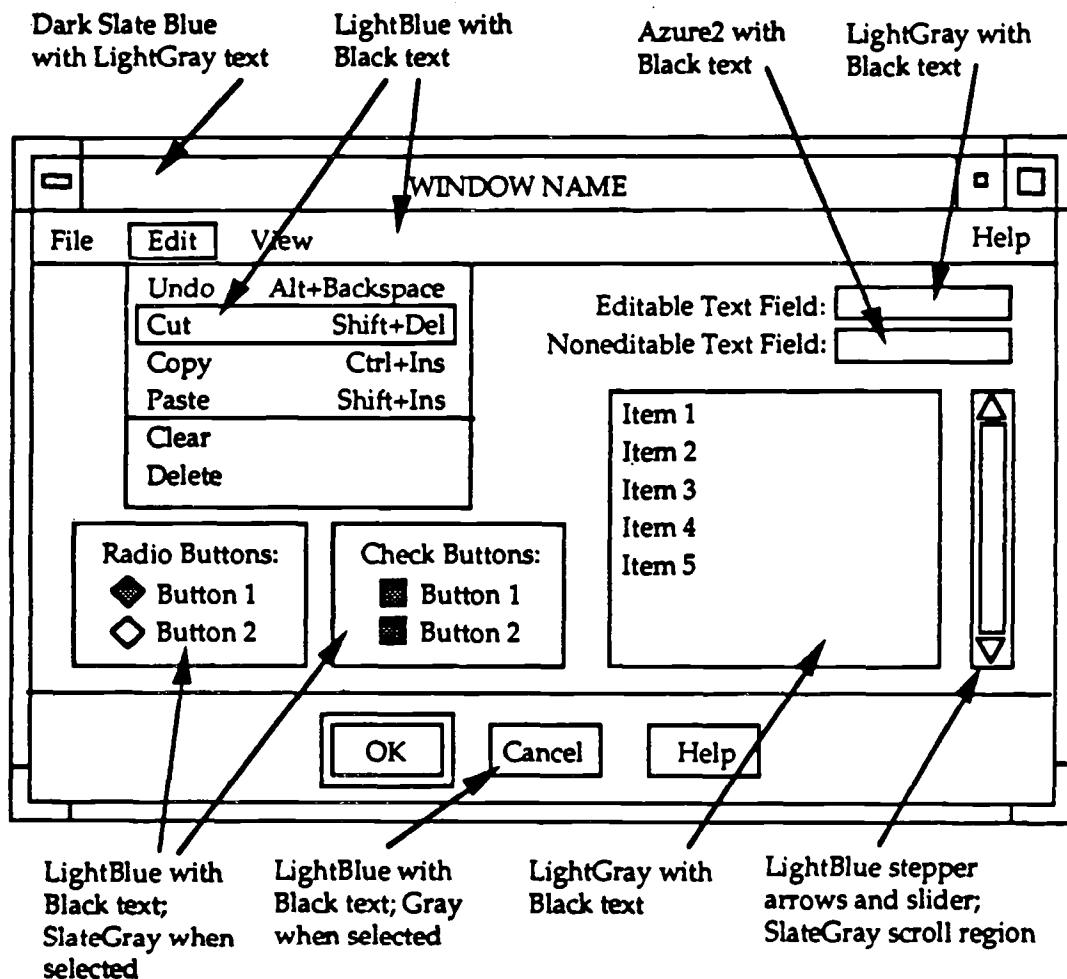 Dark Slate Blue
with LightGray text
LightBlue with
Black text
Azure2 with
Black text
LightGray with
Black text
WINDOW NAME
File Edit View Help
Undo Alt+Backspace
Cut Shift+Del
Copy Ctrl+Ins
Paste Shift+Ins
Clear
Delete
Editable Text Field:
Noneditable Text Field:
Item 1
Item 2
Item 3
Item 4
Item 5
Radio Buttons:
Button 1
Button 2
Check Buttons:
Button 1
Button 2
OK Cancel Help
LightBlue with
Black text;
SlateGray when
selected
LightBlue with
Black text; Gray
when selected
LightGray with
Black text
LightBlue stepper
arrows and slider;
SlateGray scroll region